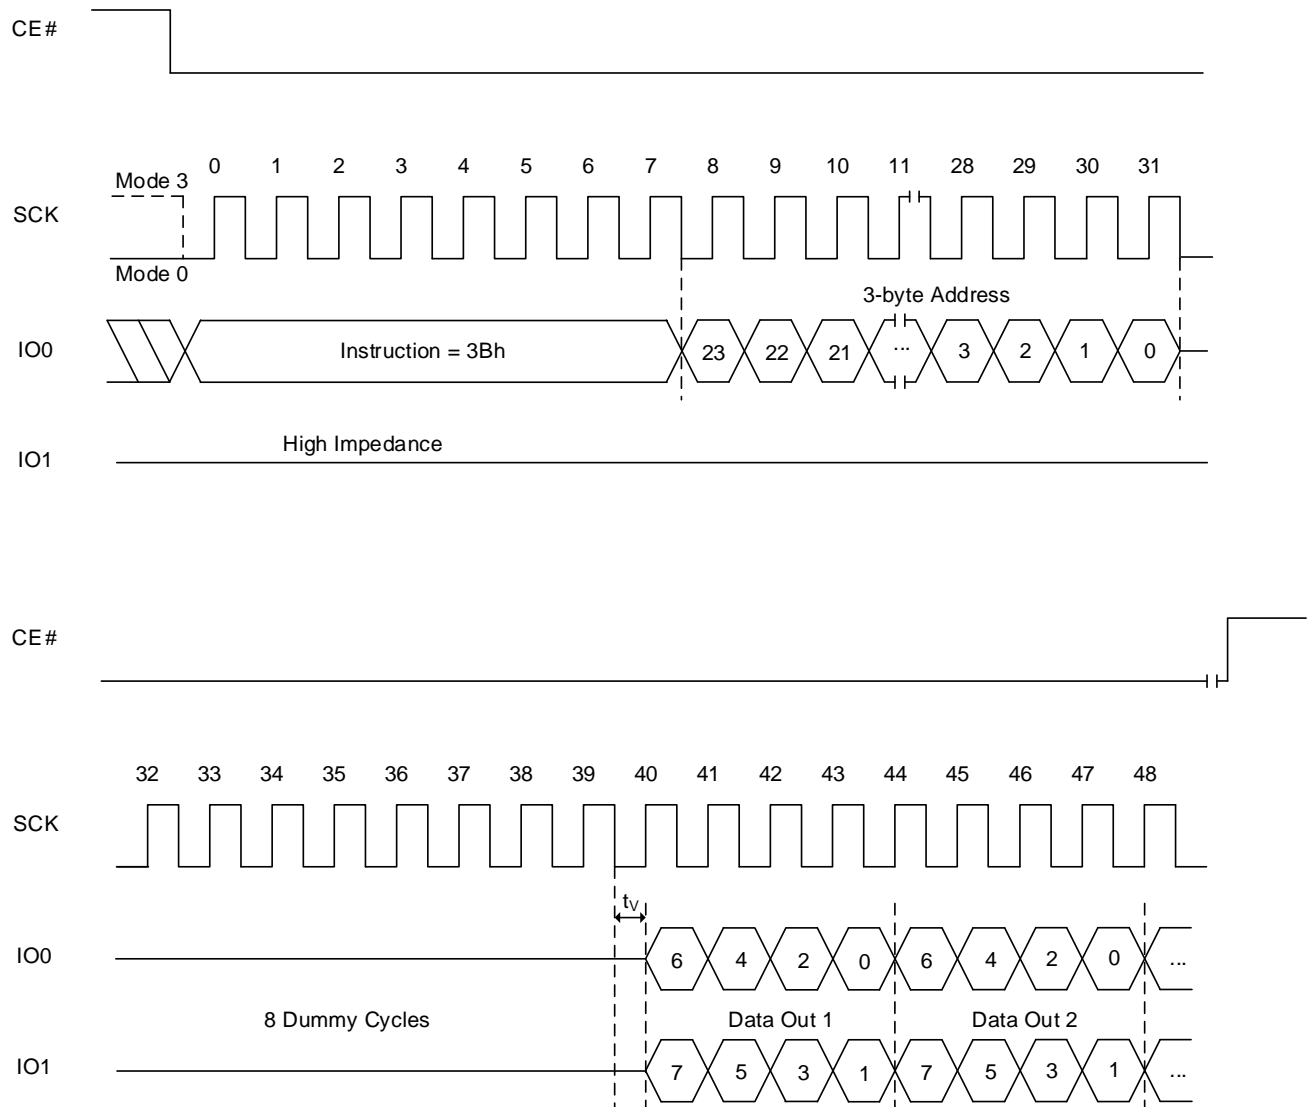 CE#
0 1 2 3 4 5 6 7 8 9 10 11 28 29 30 31
Mode 3
SCK
Mode 0
3-byte Address
IO0 Instruction = 3Bh 23 22 21 ... 3 2 1 0
High Impedance
IO1
CE#
32 33 34 35 36 37 38 39 40 41 42 43 44 45 46 47 48
SCK
tV
IO0 6 4 2 0 6 4 2 0 ...
8 Dummy Cycles Data Out 1 Data Out 2
IO1 7 5 3 1 7 5 3 1 ...